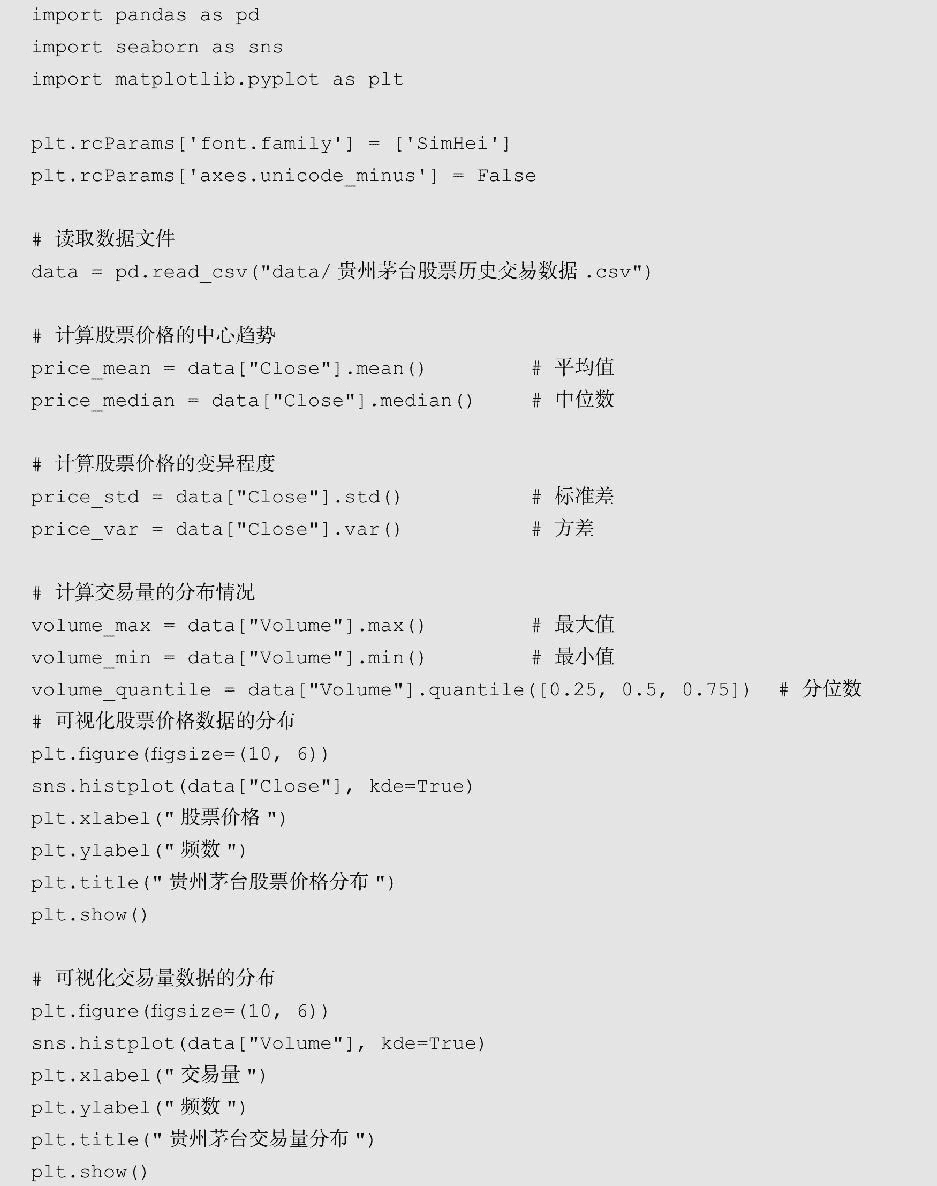 import pandas as pd
import seaborn as sns
import matplotlib.pyplot as plt
plt.rcParams['font.family'] = ['SimHei']
plt.rcParams['axes.unicode_minus'] = False
# 读取数据文件
data = pd.read_csv("data/贵州茅台股票历史交易数据.csv")
# 计算股票价格的中心趋势
price_mean = data["Close"].mean() # 平均值
price_median = data["Close"].median() # 中位数
# 计算股票价格的变异程度
price_std = data["Close"].std() # 标准差
price_var = data["Close"].var() # 方差
# 计算交易量的分布情况
volume_max = data["Volume"].max() # 最大值
volume_min = data["Volume"].min() # 最小值
volume_quantile = data["Volume"].quantile([0.25, 0.5, 0.75]) # 分位数
# 可视化股票价格数据的分布
plt.figure(figsize=(10, 6))
sns.histplot(data["Close"], kde=True)
plt.xlabel("股票价格")
plt.ylabel("频数")
plt.title("贵州茅台股票价格分布")
plt.show()
# 可视化交易量数据的分布
plt.figure(figsize=(10, 6))
sns.histplot(data["Volume"], kde=True)
plt.xlabel("交易量")
plt.ylabel("频数")
plt.title("贵州茅台交易量分布")
plt.show()